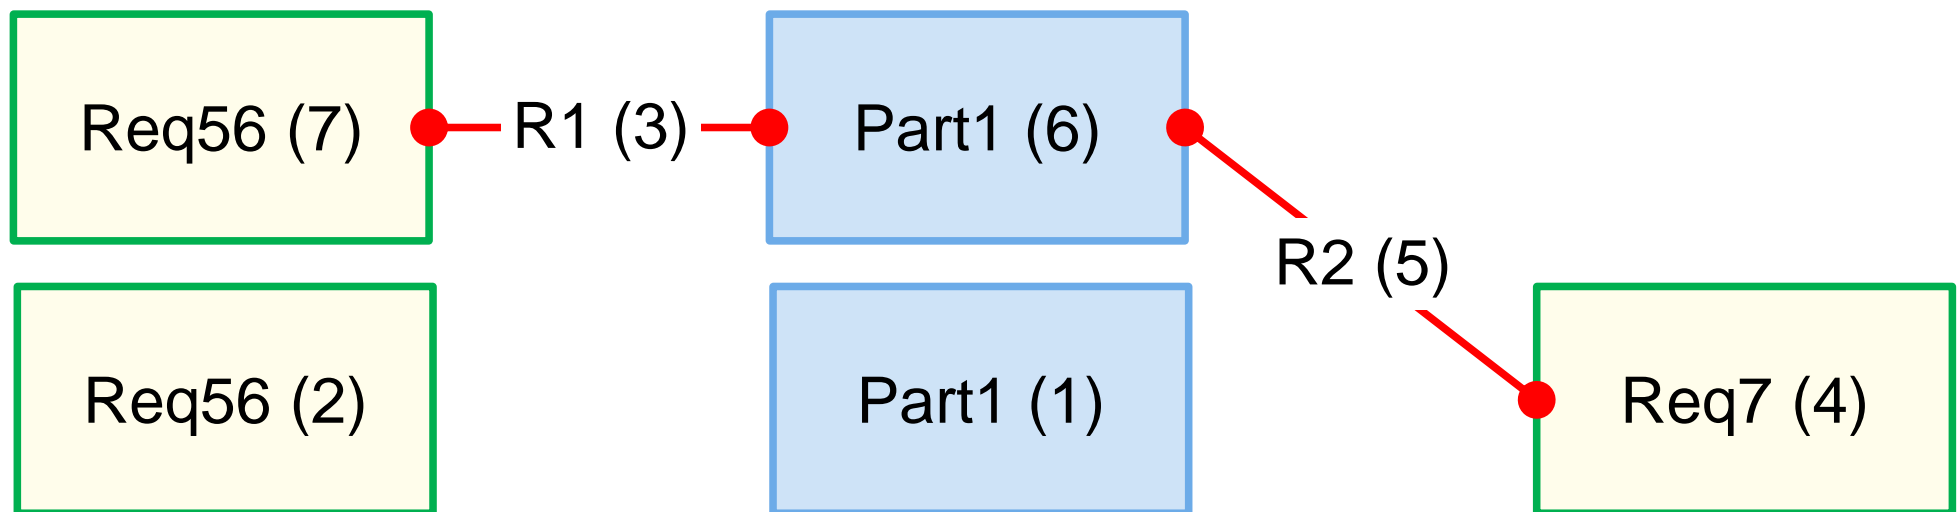 Req56 (7)
R1 (3)
Part1 (6)
R2 (5)
Req56 (2)
Part1 (1)
Req7 (4)